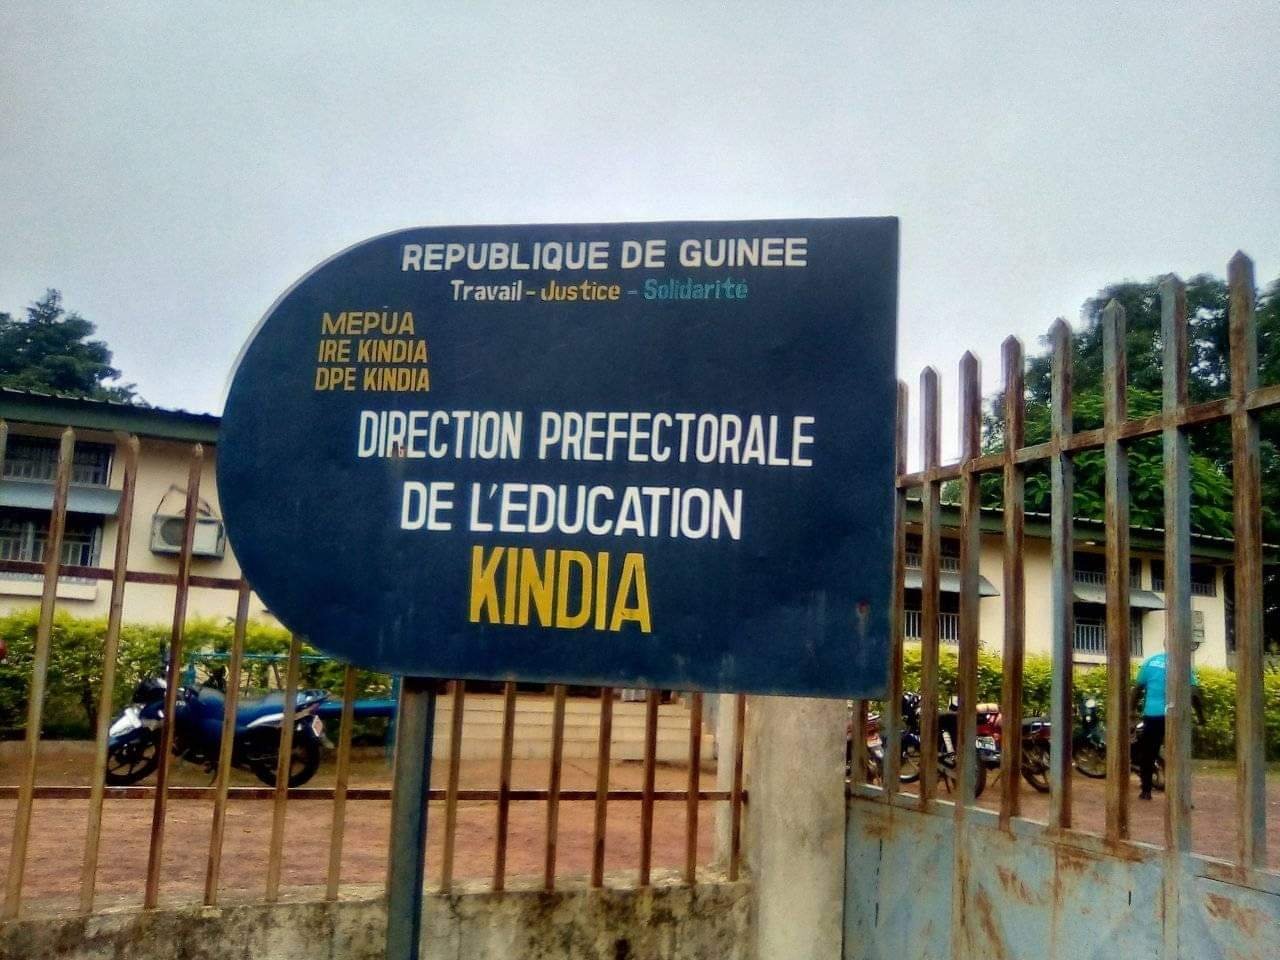 REPUBLIQUE DE GUINEE
Travail - Justice - Solidarité
MEPUA
IRE KINDIA
DPE KINDIA
DIRECTION PREFECTORALE
DE L'EDUCATION
KINDIA